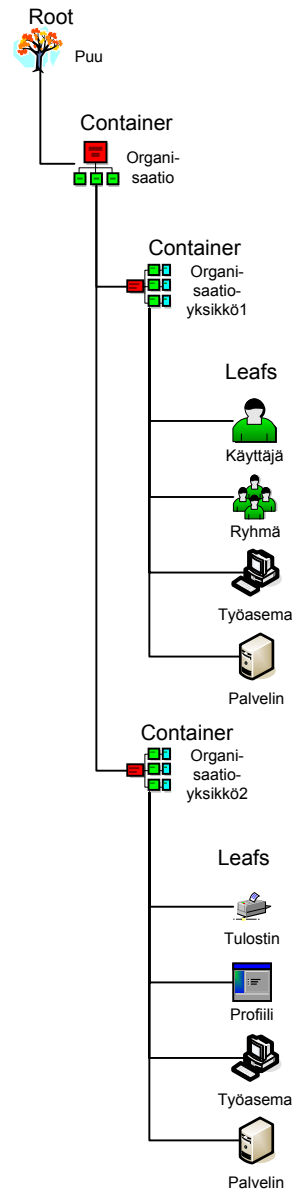 Root
Puu
Container
Organi-
saatio
Container
Organi-
saatio-
yksikkö1
Leafs
Käyttäjä
Ryhmä
Työasema
Palvelin
Container
Organi-
saatio-
yksikkö2
Leafs
Tulostin
Profiili
Työasema
Palvelin